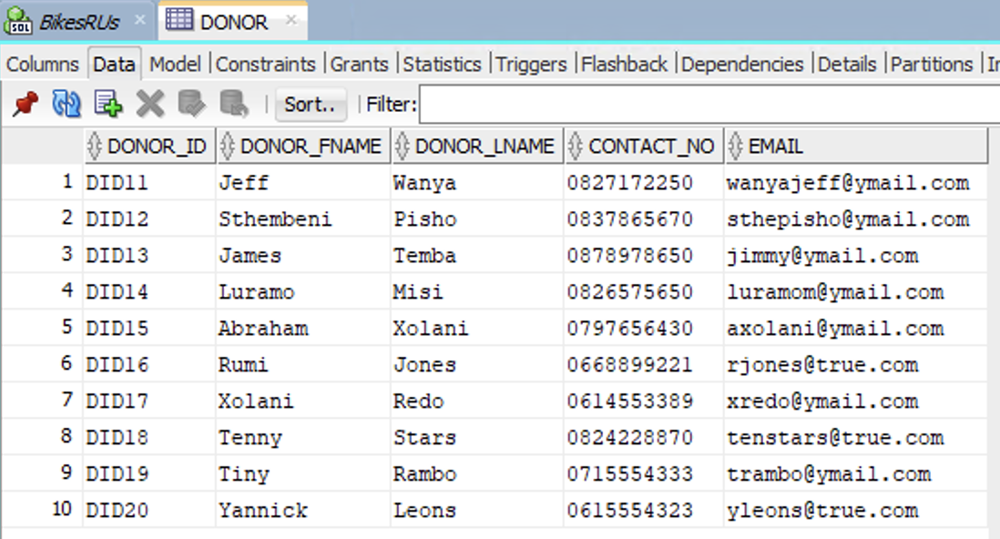 BikesRUs DONOR
Columns Data Model Constraints Grants Statistics Triggers Flashback Dependencies Details Partitions
Sort.. Filter:
DONOR_ID DONOR_FNAME DONOR_LNAME CONTACT_NO EMAIL
1 DID11 Jeff Wanya 0827172250 wanyajeff@ymail.com
2 DID12 Sthembeni Pisho 0837865670 sthepisho@ymail.com
3 DID13 James Temba 0878978650 jimmy@ymail.com
4 DID14 Luramo Misi 0826575650 luramom@ymail.com
5 DID15 Abraham Xolani 0797656430 axolani@ymail.com
6 DID16 Rumi Jones 0668899221 rjones@true.com
7 DID17 Xolani Redo 0614553389 xredo@ymail.com
8 DID18 Tenny Stars 0824228870 tenstars@true.com
9 DID19 Tiny Rambo 0715554333 trambo@ymail.com
10 DID20 Yannick Leons 0615554323 yleons@true.com